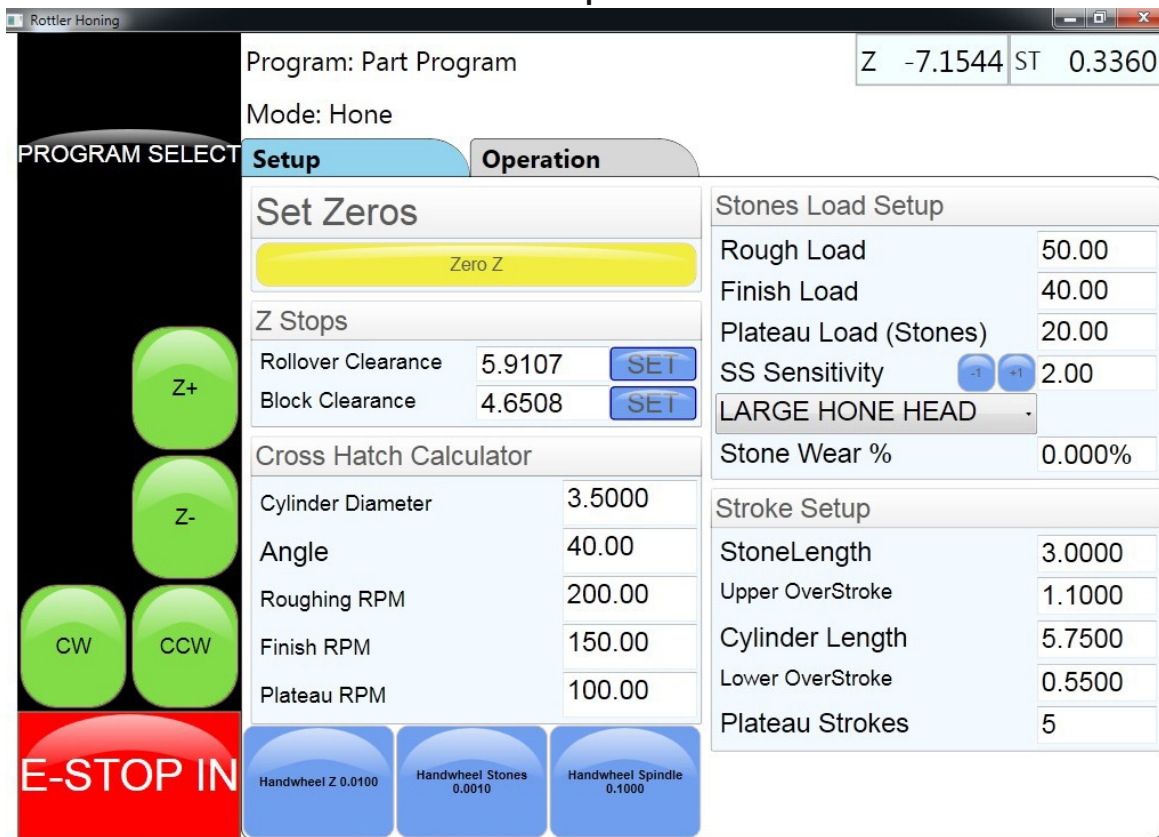 Rottler Honing
Program: Part Program
Z -7.1544 ST 0.3360
Mode: Hone
PROGRAM SELECT
Setup
Operation
Set Zeros
Zero Z
Z Stops
Rollover Clearance 5.9107 SET
Block Clearance 4.6508 SET
Cross Hatch Calculator
Cylinder Diameter 3.5000
Angle 40.00
Roughing RPM 200.00
Finish RPM 150.00
Plateau RPM 100.00
Stones Load Setup
Rough Load 50.00
Finish Load 40.00
Plateau Load (Stones) 20.00
SS Sensitivity -1 +1 2.00
LARGE HONE HEAD
Stone Wear % 0.000%
Stroke Setup
StoneLength 3.0000
Upper OverStroke 1.1000
Cylinder Length 5.7500
Lower OverStroke 0.5500
Plateau Strokes 5
Z+
Z-
CW
CCW
E-STOP IN
Handwheel Z 0.0100
Handwheel Stones
0.0010
Handwheel Spindle
0.1000